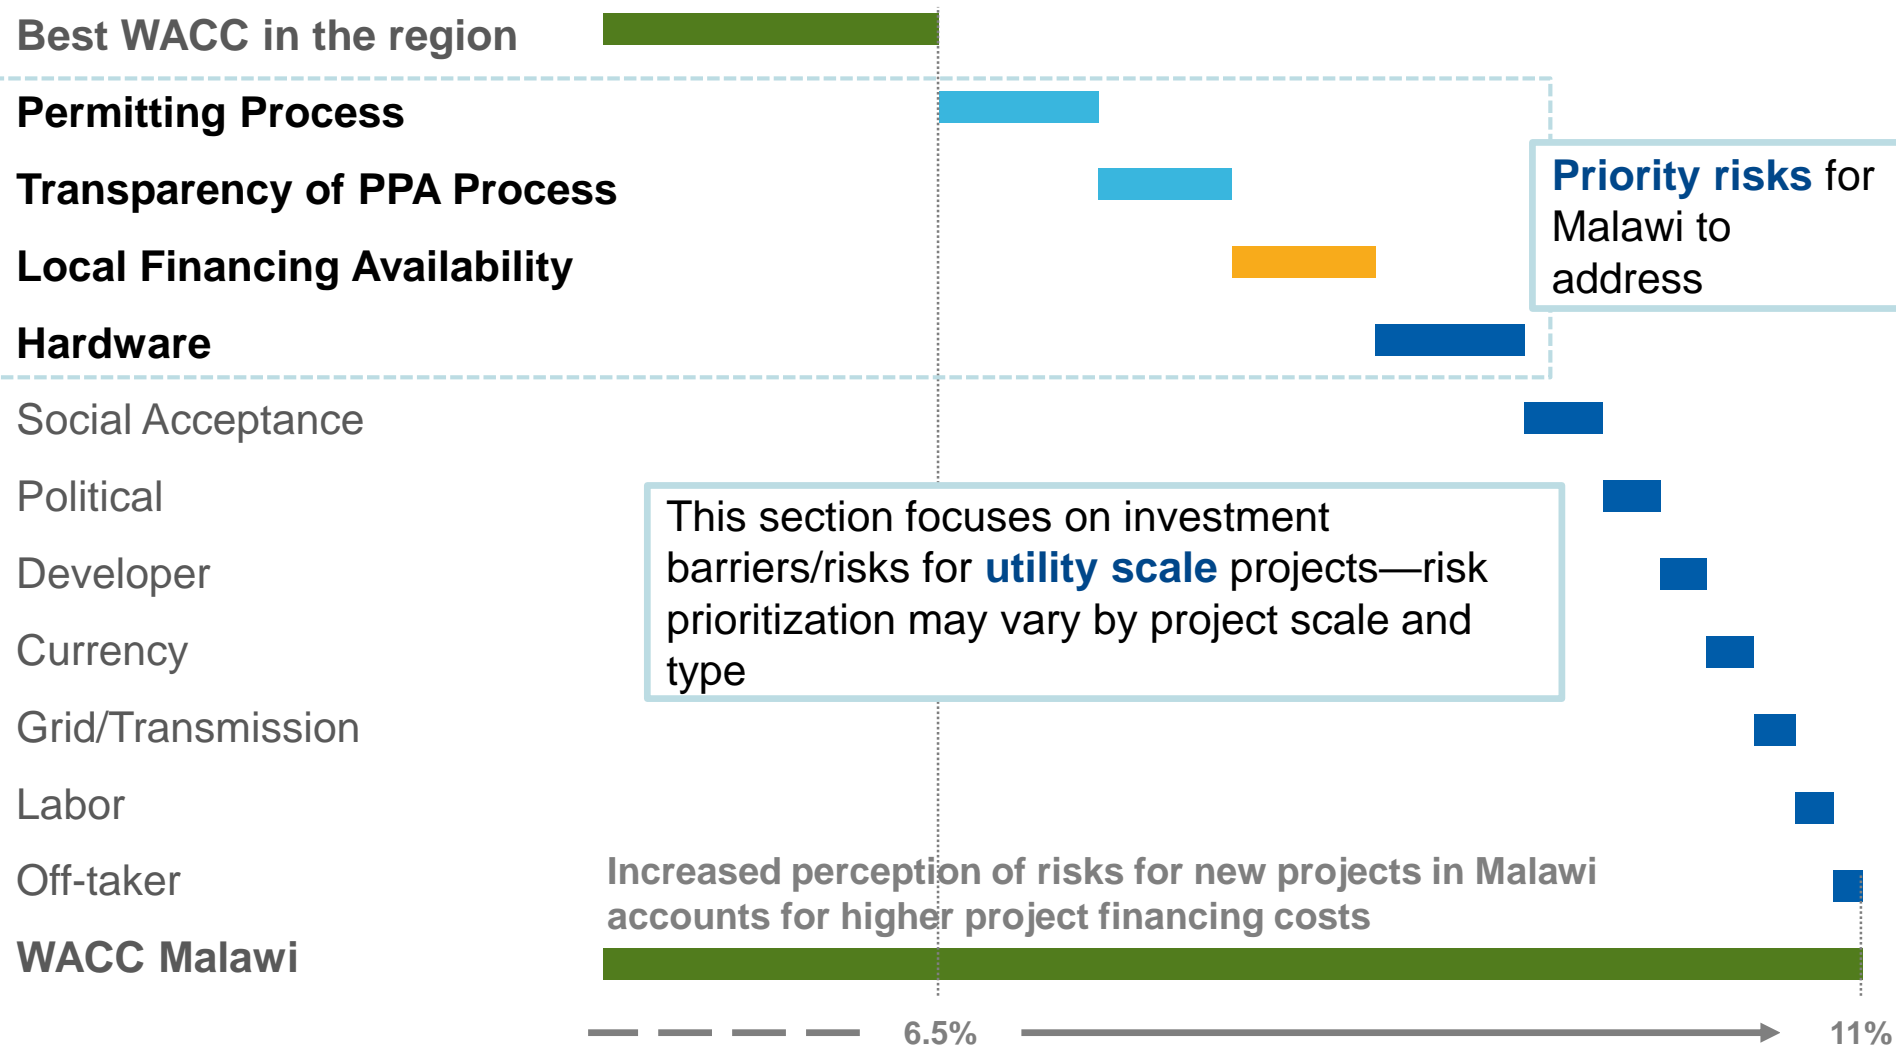 Best WACC in the region
Permitting Process
Transparency of PPA Process
Local Financing Availability
Hardware
Priority risks for
Malawi to
address
Social Acceptance
Political
Developer
Currency
Grid/Transmission
Labor
Off-taker
This section focuses on investment
barriers/risks for utility scale projects—risk
prioritization may vary by project scale and
type
Increased perception of risks for new projects in Malawi
accounts for higher project financing costs
WACC Malawi
6.5%
11%